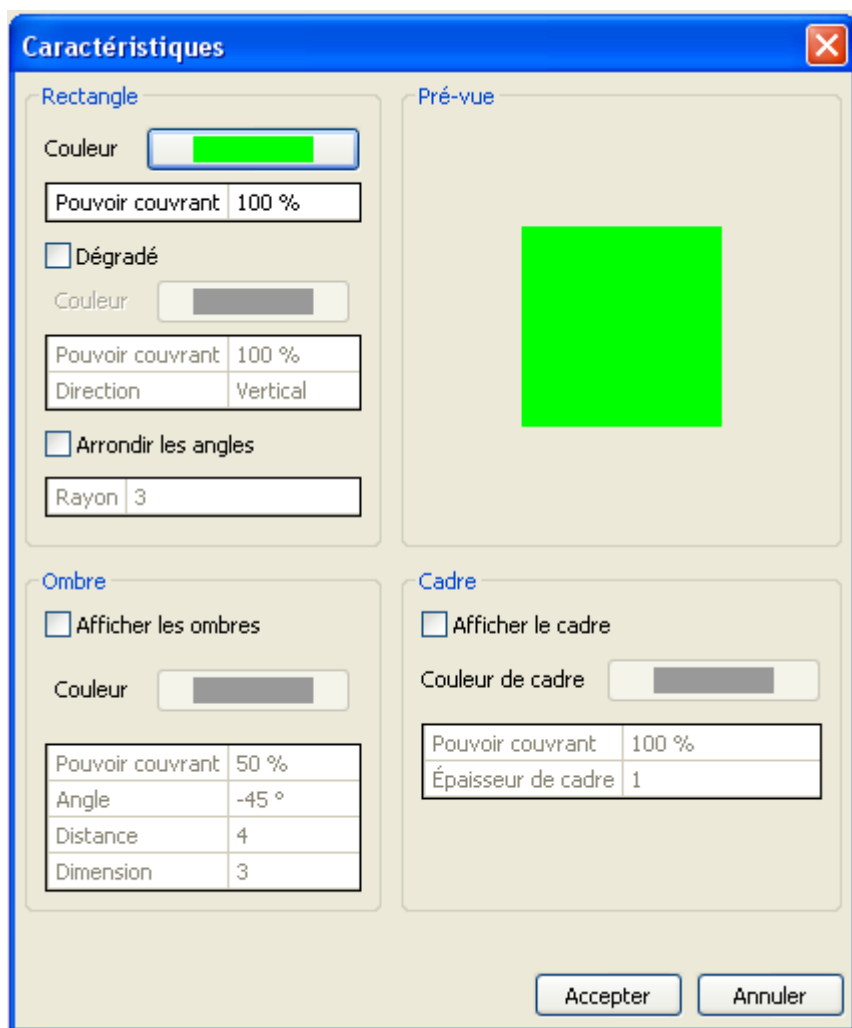 Caractéristiques
Rectangle
Couleur
Pouvoir couvrant 100 %
Dégradé
Couleur
Pouvoir couvrant 100 %
Direction Vertical
Arrondir les angles
Rayon 3
Pré-vue
Ombre
Afficher les ombres
Couleur
Pouvoir couvrant 50 %
Angle -45 °
Distance 4
Dimension 3
Cadre
Afficher le cadre
Couleur de cadre
Pouvoir couvrant 100 %
Épaisseur de cadre 1
Accepter Annuler